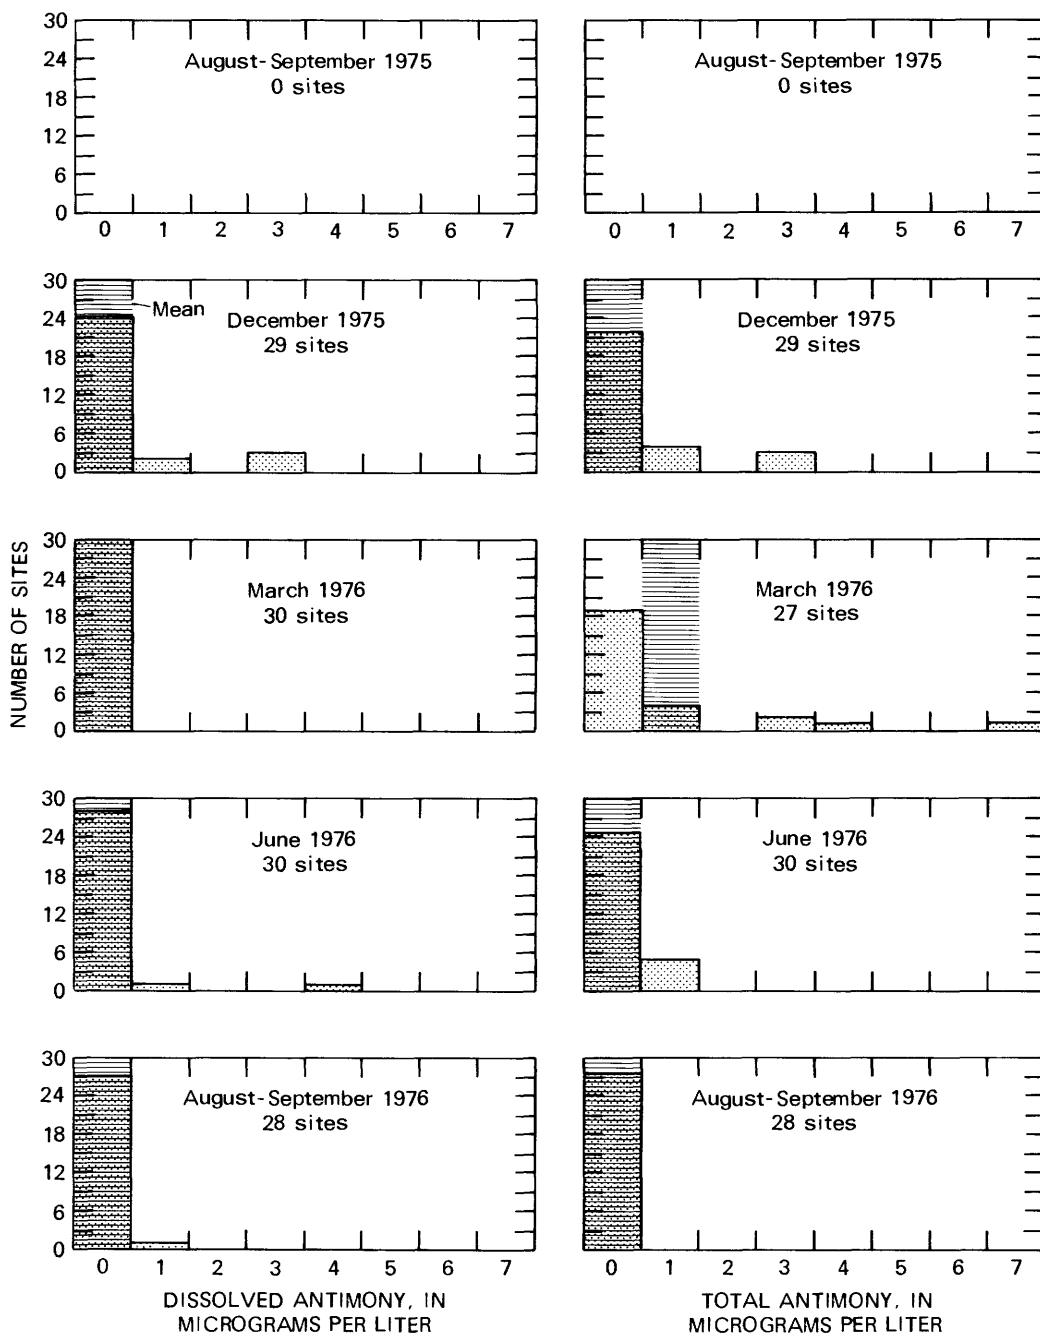 30
24
18
12
6
0
August-September 1975
0 sites
0 1 2 3 4 5 6 7
August-September 1975
0 sites
0 1 2 3 4 5 6 7
30
24
18
12
6
0
Mean
December 1975
29 sites
December 1975
29 sites
NUMBER OF SITES
30
24
18
12
6
0
March 1976
30 sites
March 1976
27 sites
30
24
18
12
6
0
June 1976
30 sites
June 1976
30 sites
30
24
18
12
6
0
August-September 1976
28 sites
0 1 2 3 4 5 6 7
DISSOLVED ANTIMONY, IN
MICROGRAMS PER LITER
August-September 1976
28 sites
0 1 2 3 4 5 6 7
TOTAL ANTIMONY, IN
MICROGRAMS PER LITER